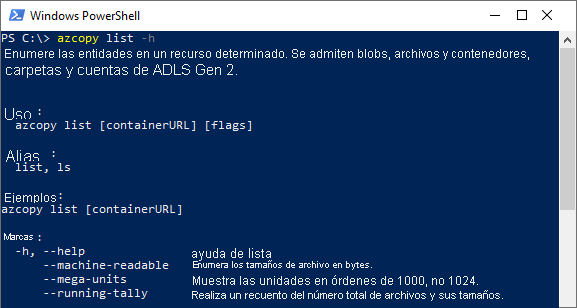 Windows PowerShell
PS C:\> azcopy list -h
Enumere las entidades en un recurso determinado. Se admiten blobs, archivos y contenedores,
carpetas y cuentas de ADLS Gen 2.
Uso :
azcopy list [containerURL] [flags]
Alias :
list, ls
Ejemplos:
azcopy list [containerURL]
Marcas :
-h, --help ayuda de lista
--machine-readable Enumera los tamaños de archivo en bytes.
--mega-units Muestra las unidades en órdenes de 1000, no 1024.
--running-tally Realiza un recuento del número total de archivos y sus tamaños.